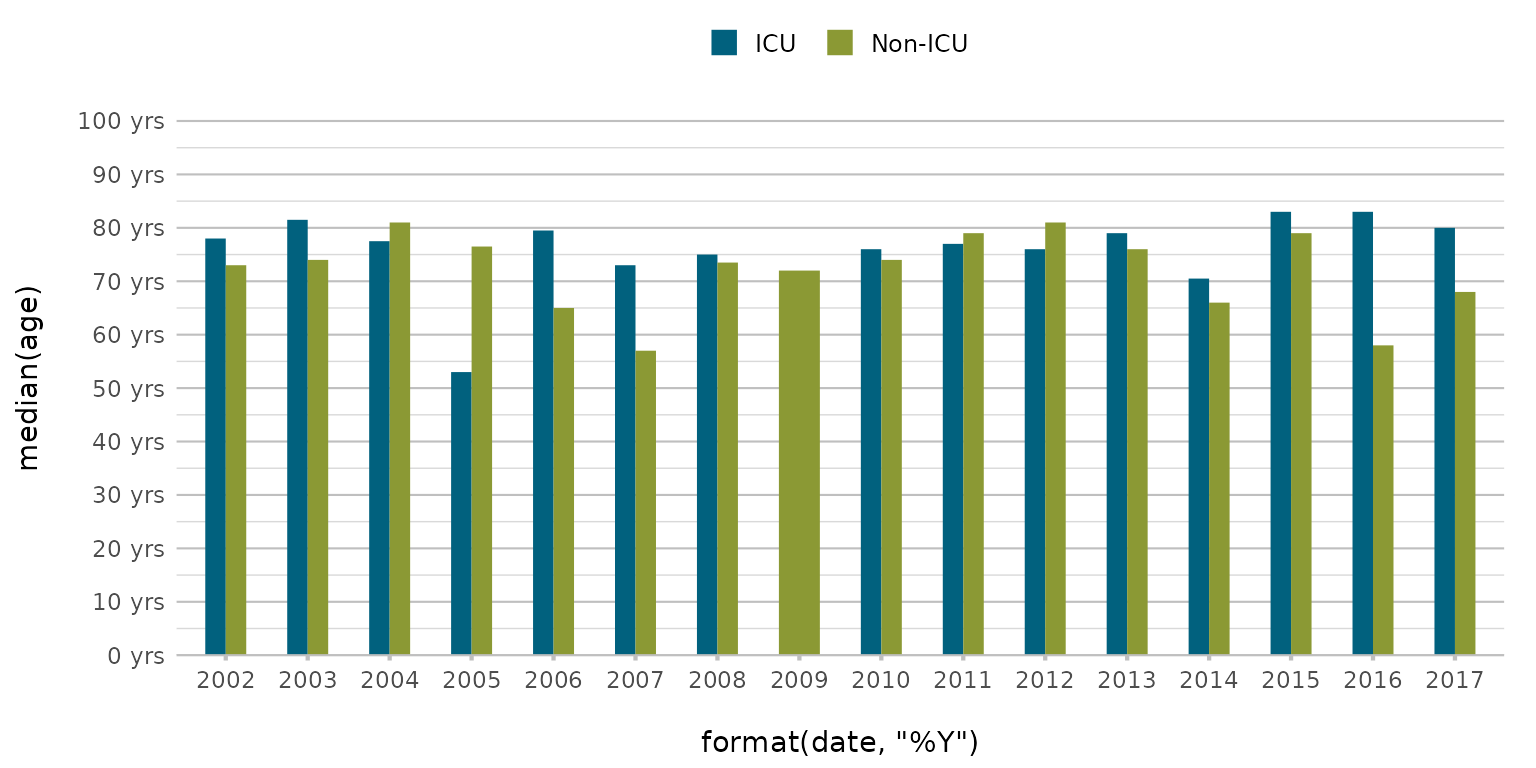 ICU Non-ICU
100 yrs
90 yrs
80 yrs
70 yrs
60 yrs
50 yrs
40 yrs
30 yrs
20 yrs
10 yrs
0 yrs
median(age)
2002 2003 2004 2005 2006 2007 2008 2009 2010 2011 2012 2013 2014 2015 2016 2017
format(date, "%Y")